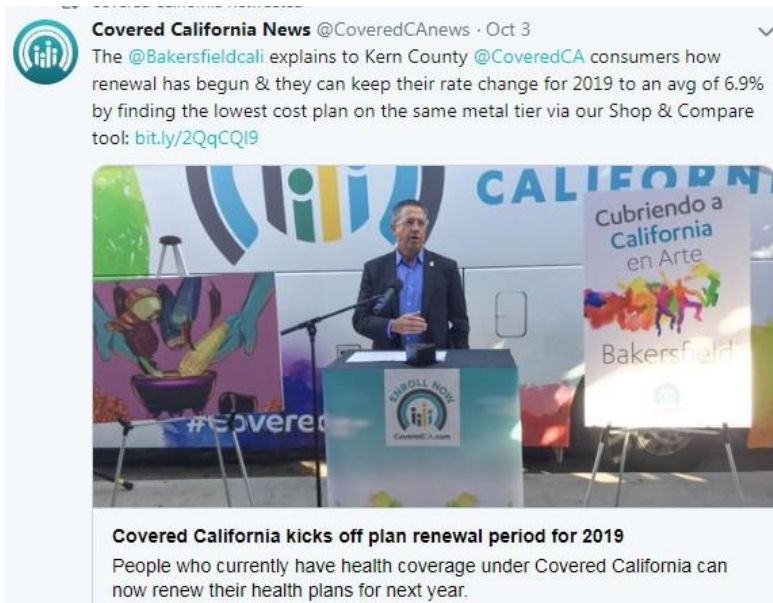 Covered California News @CoveredCAnews · Oct 3
The @Bakersfieldcali explains to Kern County @CoveredCA consumers how
renewal has begun & they can keep their rate change for 2019 to an avg of 6.9%
by finding the lowest cost plan on the same metal tier via our Shop & Compare
tool: bit.ly/2QqCQl9
CALIFORNI
Cubriendo a
California
en Arte
Bakersfield
#Covered
ENROLL NOW
CoveredCA.com
Covered California kicks off plan renewal period for 2019
People who currently have health coverage under Covered California can
now renew their health plans for next year.